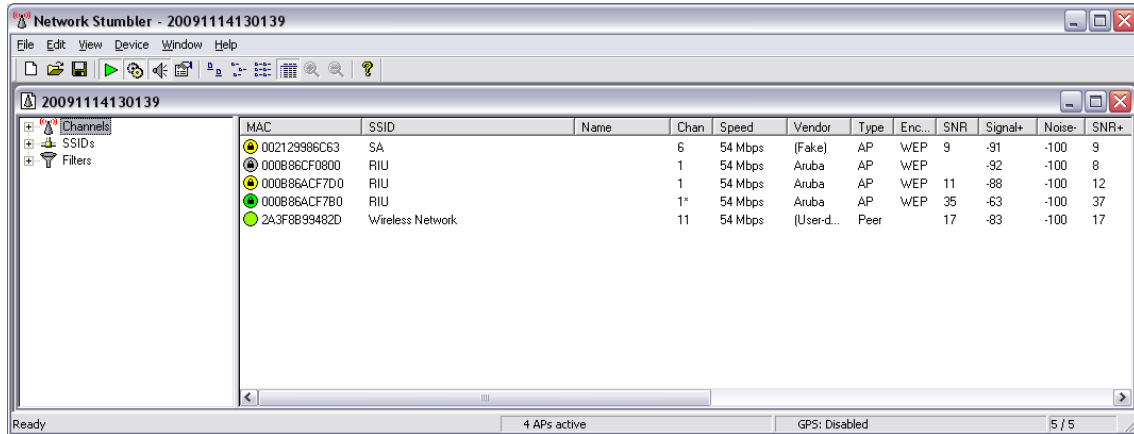 Network Stumbler - 20091114130139
File Edit View Device Window Help
20091114130139
Channels
SSIDs
Filters
MAC SSID Name Chan Speed Vendor Type Enc... SNR Signal+ Noise- SNR+
002129986C63 SA 6 54 Mbps (Fake) AP WEP 9 -91 -100 9
000B86CF0800 RIU 1 54 Mbps Aruba AP WEP -92 -100 8
000B86ACF7D0 RIU 1 54 Mbps Aruba AP WEP 11 -88 -100 12
000B86ACF7B0 RIU 1* 54 Mbps Aruba AP WEP 35 -63 -100 37
2A3F8B99482D Wireless Network 11 54 Mbps (User-d... Peer 17 -83 -100 17
Ready 4 APs active GPS: Disabled 5 / 5